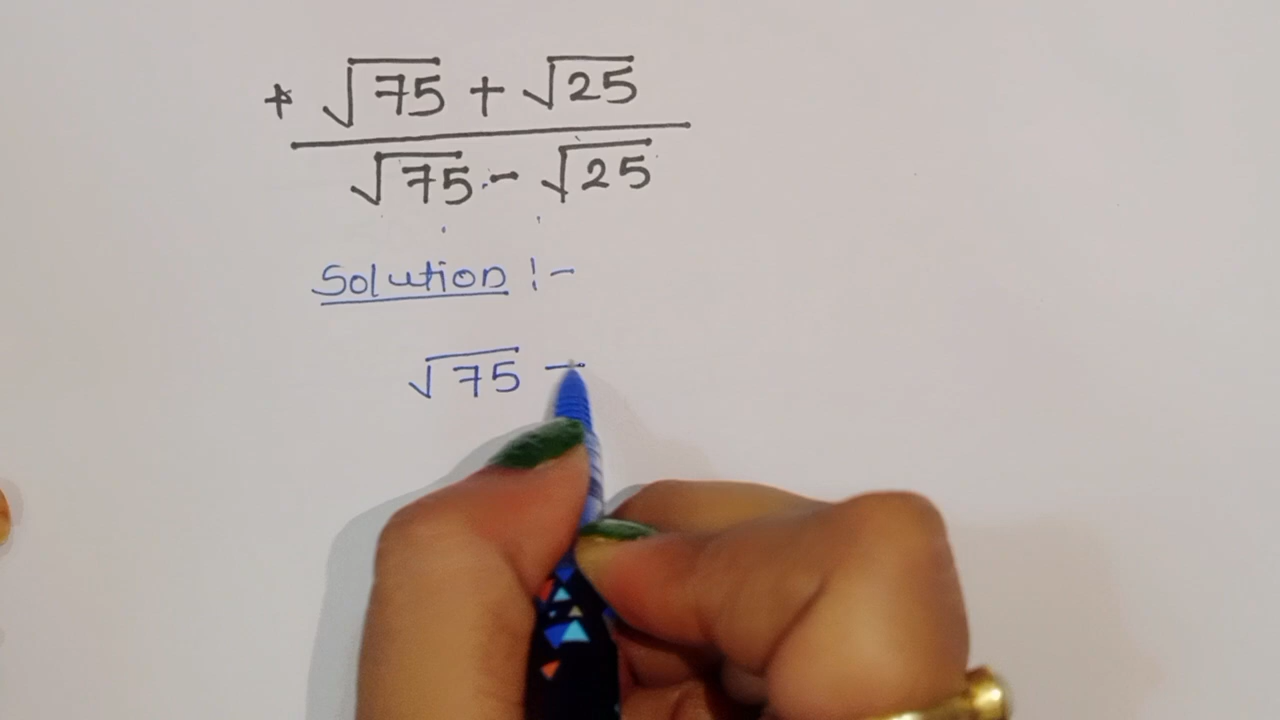 + √75 + √25
√75 - √25
Solution :-
√75 -